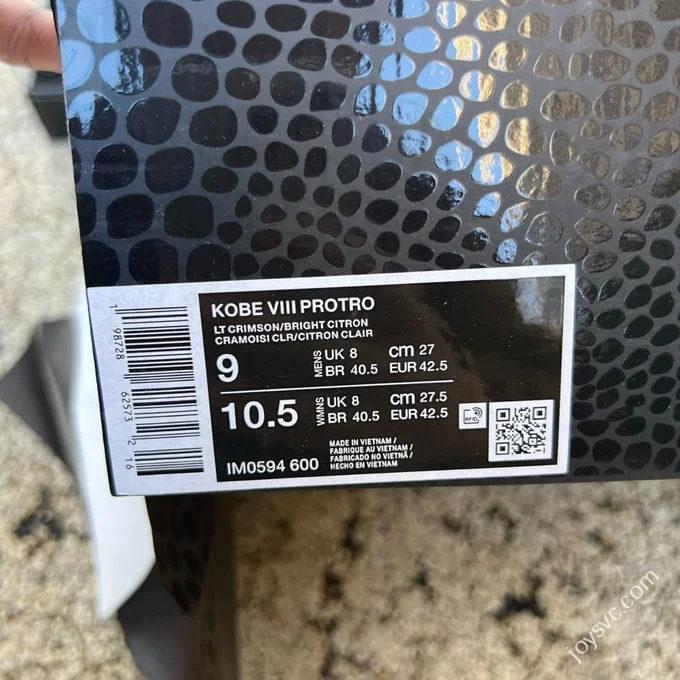 KOBE VIII PROTRO
LT CRIMSON/BRIGHT CITRON
CRAMOISI CLR/CITRON CLAIR
9 MENS UK 8 cm 27
BR 40.5 EUR 42.5
10.5 WMNS UK 8 cm 27.5
BR 40.5 EUR 42.5
RFID
IM0594 600
MADE IN VIETNAM /
FABRIQUE AU VIETNAM /
FABRICADO NO VIETNÃ /
HECHO EN VIETNAM
1 98728 62573 2 16
joysvc.com